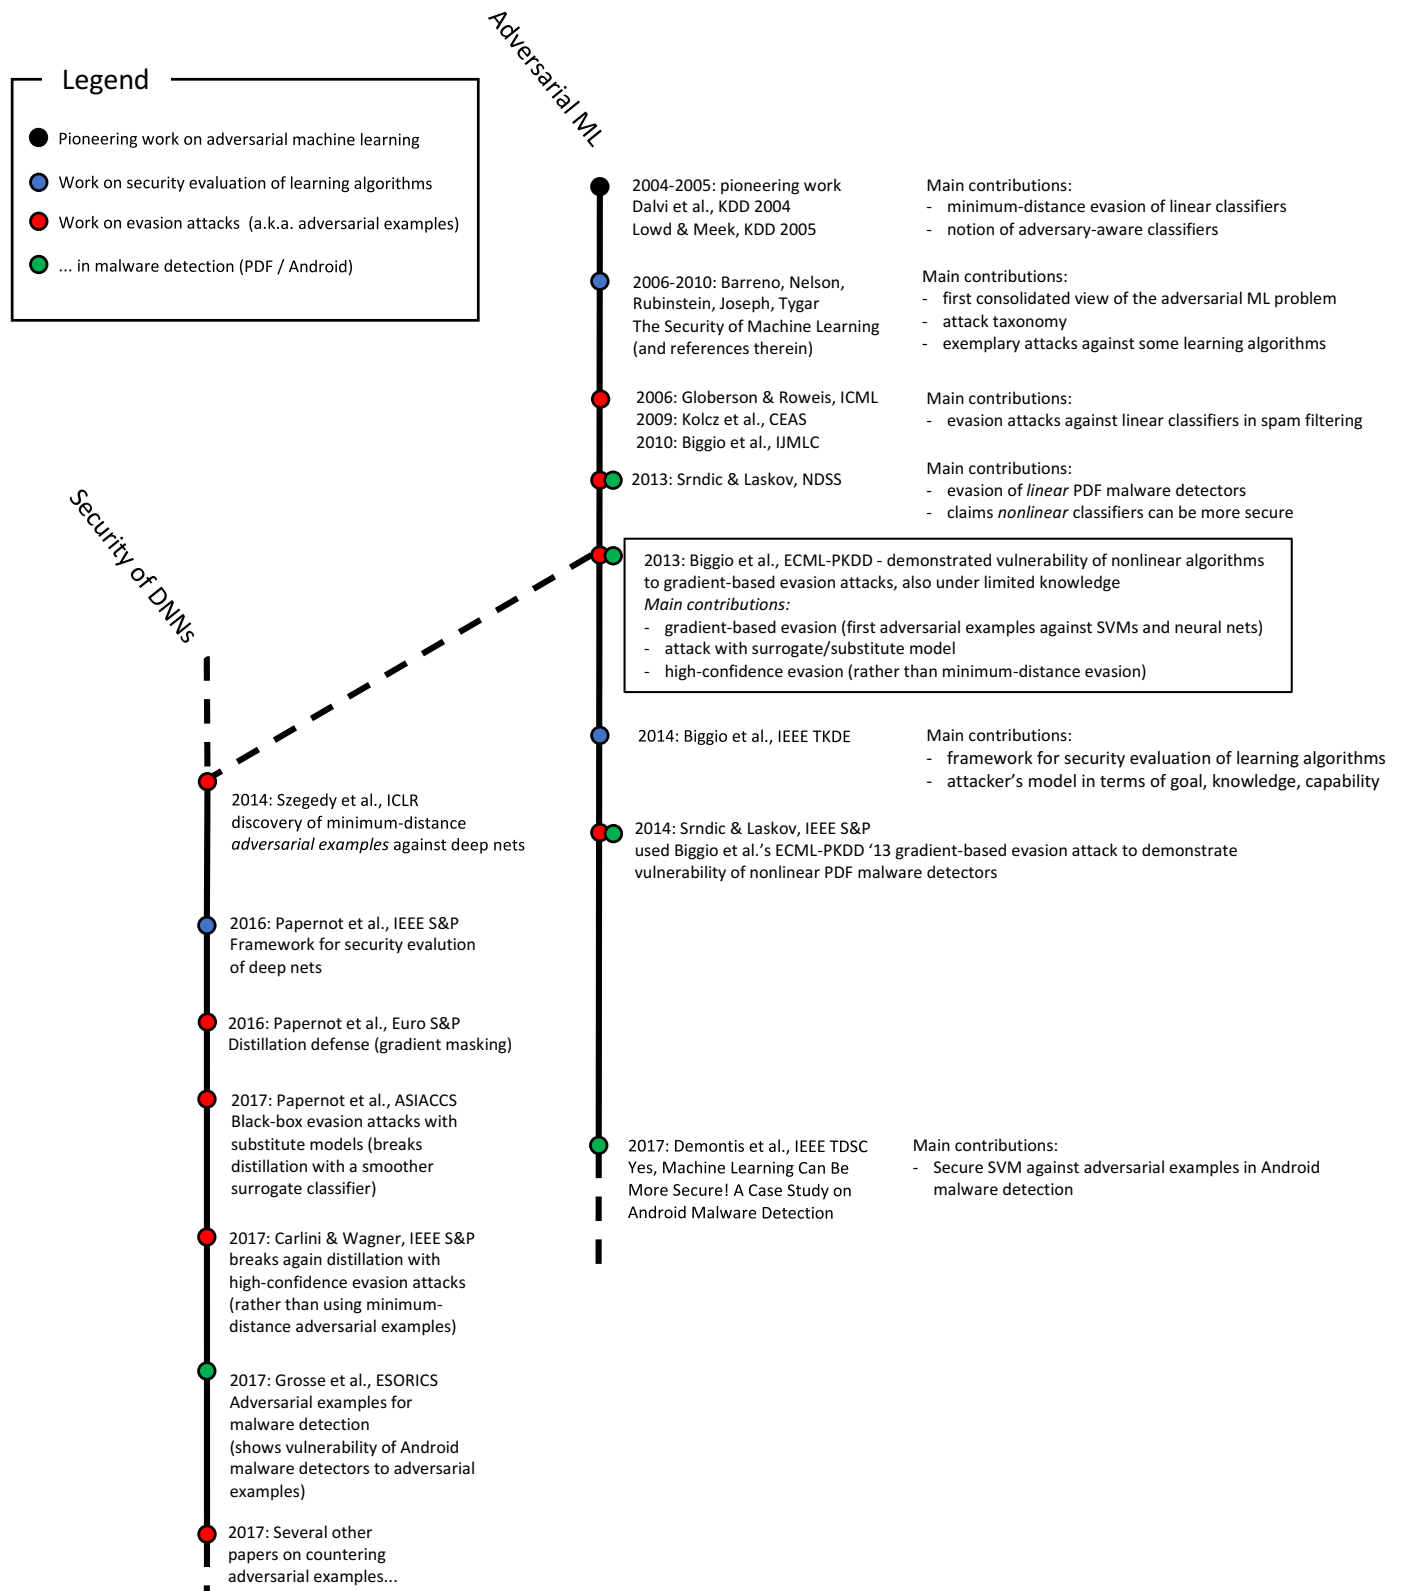 Legend
Pioneering work on adversarial machine learning
Work on security evaluation of learning algorithms
Work on evasion attacks (a.k.a. adversarial examples)
... in malware detection (PDF / Android)
Adversarial ML
2004-2005: pioneering work
Dalvi et al., KDD 2004
Lowd & Meek, KDD 2005
Main contributions:
- minimum-distance evasion of linear classifiers
- notion of adversary-aware classifiers
2006-2010: Barreno, Nelson,
Rubinstein, Joseph, Tygar
The Security of Machine Learning
(and references therein)
Main contributions:
- first consolidated view of the adversarial ML problem
- attack taxonomy
- exemplary attacks against some learning algorithms
2006: Globerson & Roweis, ICML
2009: Kolcz et al., CEAS
2010: Biggio et al., IJMLC
Main contributions:
- evasion attacks against linear classifiers in spam filtering
2013: Srndic & Laskov, NDSS
Main contributions:
- evasion of linear PDF malware detectors
- claims nonlinear classifiers can be more secure
2013: Biggio et al., ECML-PKDD - demonstrated vulnerability of nonlinear algorithms
to gradient-based evasion attacks, also under limited knowledge
Main contributions:
- gradient-based evasion (first adversarial examples against SVMs and neural nets)
- attack with surrogate/substitute model
- high-confidence evasion (rather than minimum-distance evasion)
2014: Biggio et al., IEEE TKDE
Main contributions:
- framework for security evaluation of learning algorithms
- attacker's model in terms of goal, knowledge, capability
2014: Srndic & Laskov, IEEE S&P
used Biggio et al.'s ECML-PKDD ‘13 gradient-based evasion attack to demonstrate
vulnerability of nonlinear PDF malware detectors
2017: Demontis et al., IEEE TDSC
Yes, Machine Learning Can Be
More Secure! A Case Study on
Android Malware Detection
Main contributions:
- Secure SVM against adversarial examples in Android
malware detection
Security of DNNs
2014: Szegedy et al., ICLR
discovery of minimum-distance
adversarial examples against deep nets
2016: Papernot et al., IEEE S&P
Framework for security evalution
of deep nets
2016: Papernot et al., Euro S&P
Distillation defense (gradient masking)
2017: Papernot et al., ASIACCS
Black-box evasion attacks with
substitute models (breaks
distillation with a smoother
surrogate classifier)
2017: Carlini & Wagner, IEEE S&P
breaks again distillation with
high-confidence evasion attacks
(rather than using minimum-
distance adversarial examples)
2017: Grosse et al., ESORICS
Adversarial examples for
malware detection
(shows vulnerability of Android
malware detectors to adversarial
examples)
2017: Several other
papers on countering
adversarial examples...